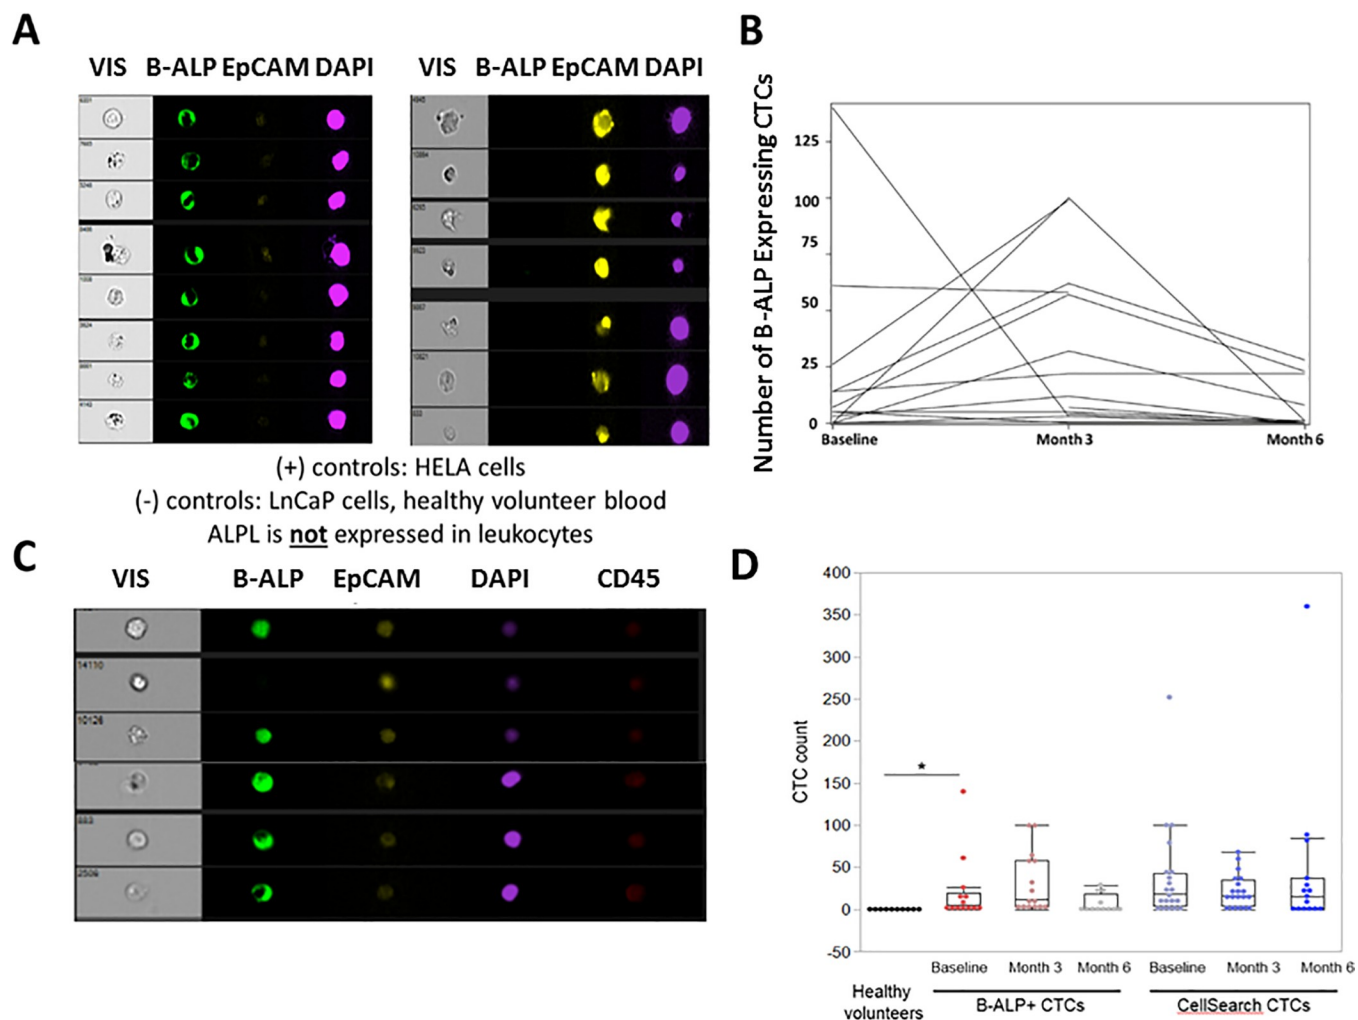 A
VIS B-ALP EpCAM DAPI
VIS B-ALP EpCAM DAPI
(+) controls: HELA cells
(-) controls: LnCaP cells, healthy volunteer blood
ALPL is not expressed in leukocytes
B
Number of B-ALP Expressing CTCs
125
100
75
50
25
0
Baseline Month 3 Month 6
C
VIS B-ALP EpCAM DAPI CD45
14110
10126
883
2509
D
CTC count
400
350
300
250
200
150
100
50
0
-50
★
Baseline Month 3 Month 6 Baseline Month 3 Month 6
Healthy volunteers
B-ALP+ CTCs
CellSearch CTCs